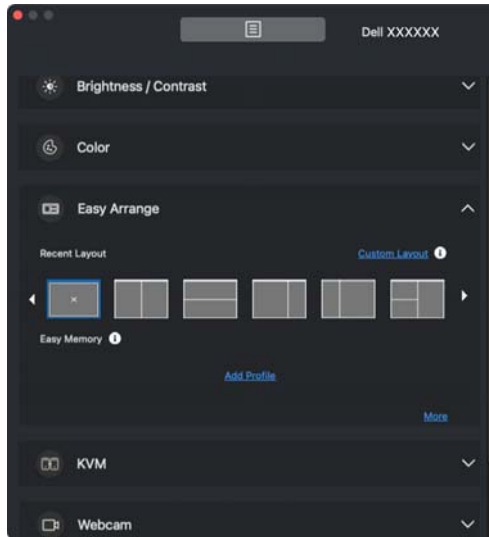 Dell XXXXXX
Brightness / Contrast
Color
Easy Arrange
Recent Layout Custom Layout i
Easy Memory i
Add Profile
More
KVM
Webcam